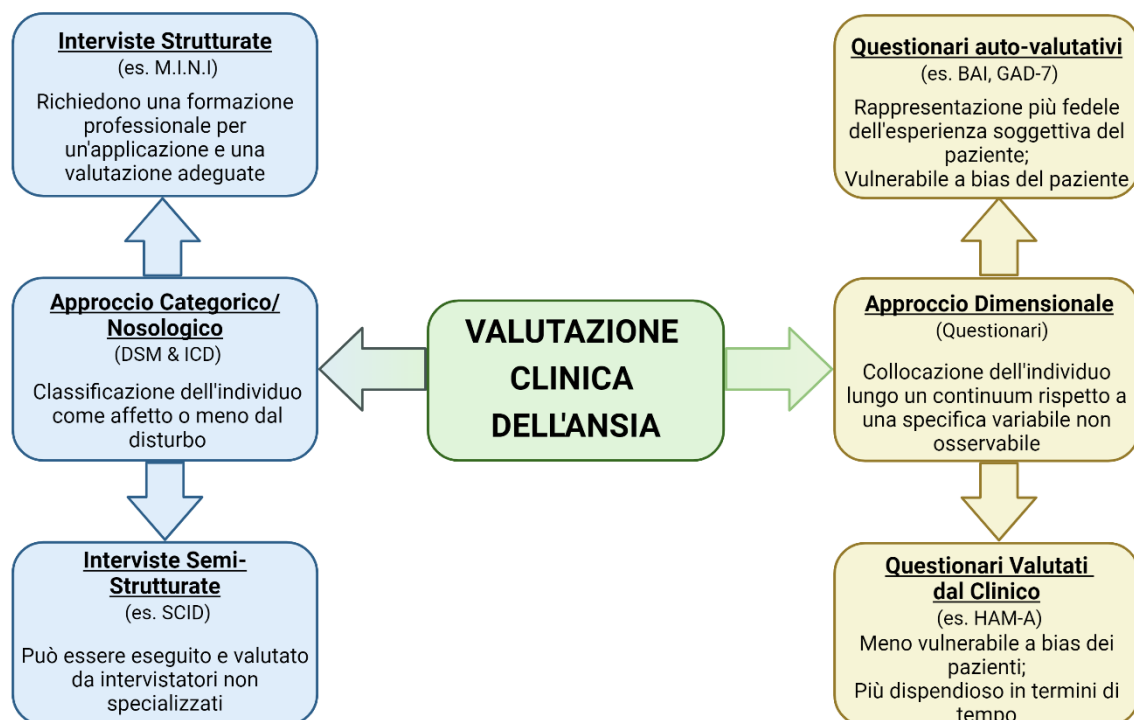 Interviste Strutturate
(es. M.I.N.I)
Richiedono una formazione
professionale per
un'applicazione e una
valutazione adeguate
Questionari auto-valutativi
(es. BAI, GAD-7)
Rappresentazione più fedele
dell'esperienza soggettiva del
paziente;
Vulnerabile a bias del paziente
Approccio Categorico/
Nosologico
(DSM & ICD)
Classificazione dell'individuo
come affetto o meno dal
disturbo
VALUTAZIONE
CLINICA
DELL'ANSIA
Approccio Dimensionale
(Questionari)
Collocazione dell'individuo
lungo un continuum rispetto a
una specifica variabile non
osservabile
Interviste Semi-
Strutturate
(es. SCID)
Può essere eseguito e valutato
da intervistatori non
specializzati
Questionari Valutati
dal Clinico
(es. HAM-A)
Meno vulnerabile a bias dei
pazienti;
Più dispendioso in termini di
tempo